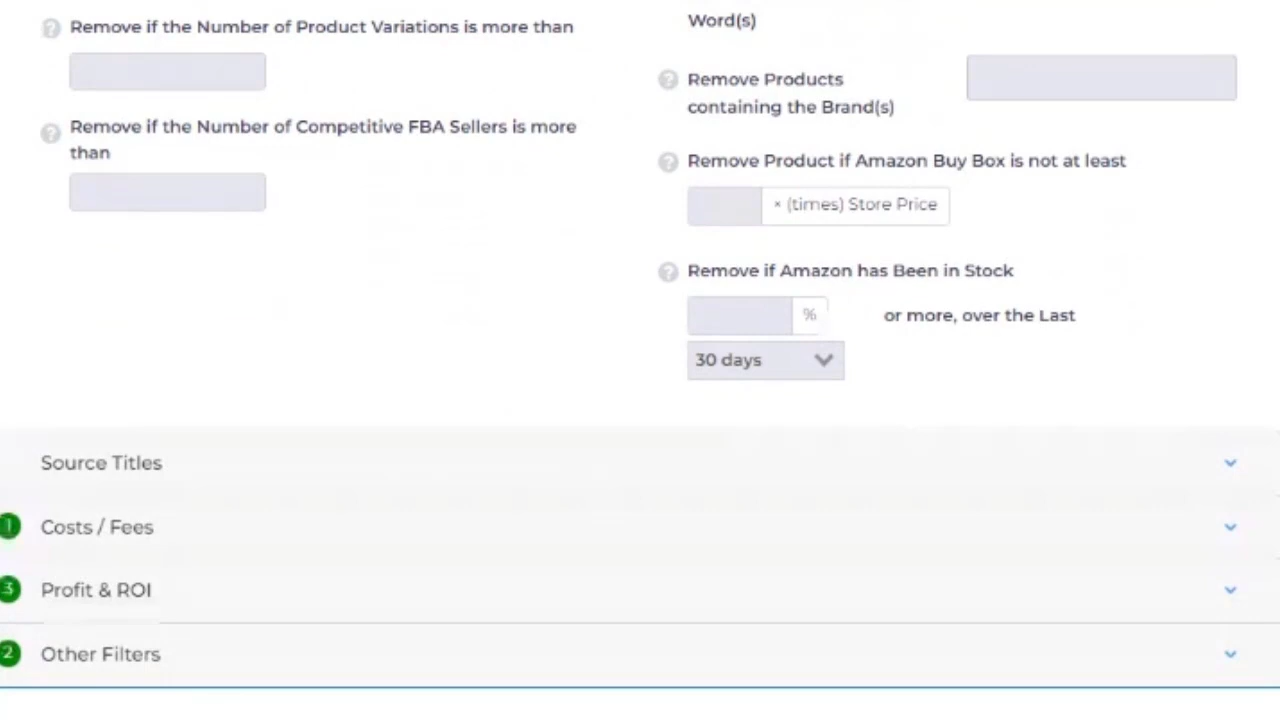 Remove if the Number of Product Variations is more than
Remove if the Number of Competitive FBA Sellers is more
than
Word(s)
Remove Products
containing the Brand(s)
Remove Product if Amazon Buy Box is not at least
× (times) Store Price
Remove if Amazon has Been in Stock
% or more, over the Last
30 days
Source Titles
1 Costs / Fees
3 Profit & ROI
2 Other Filters